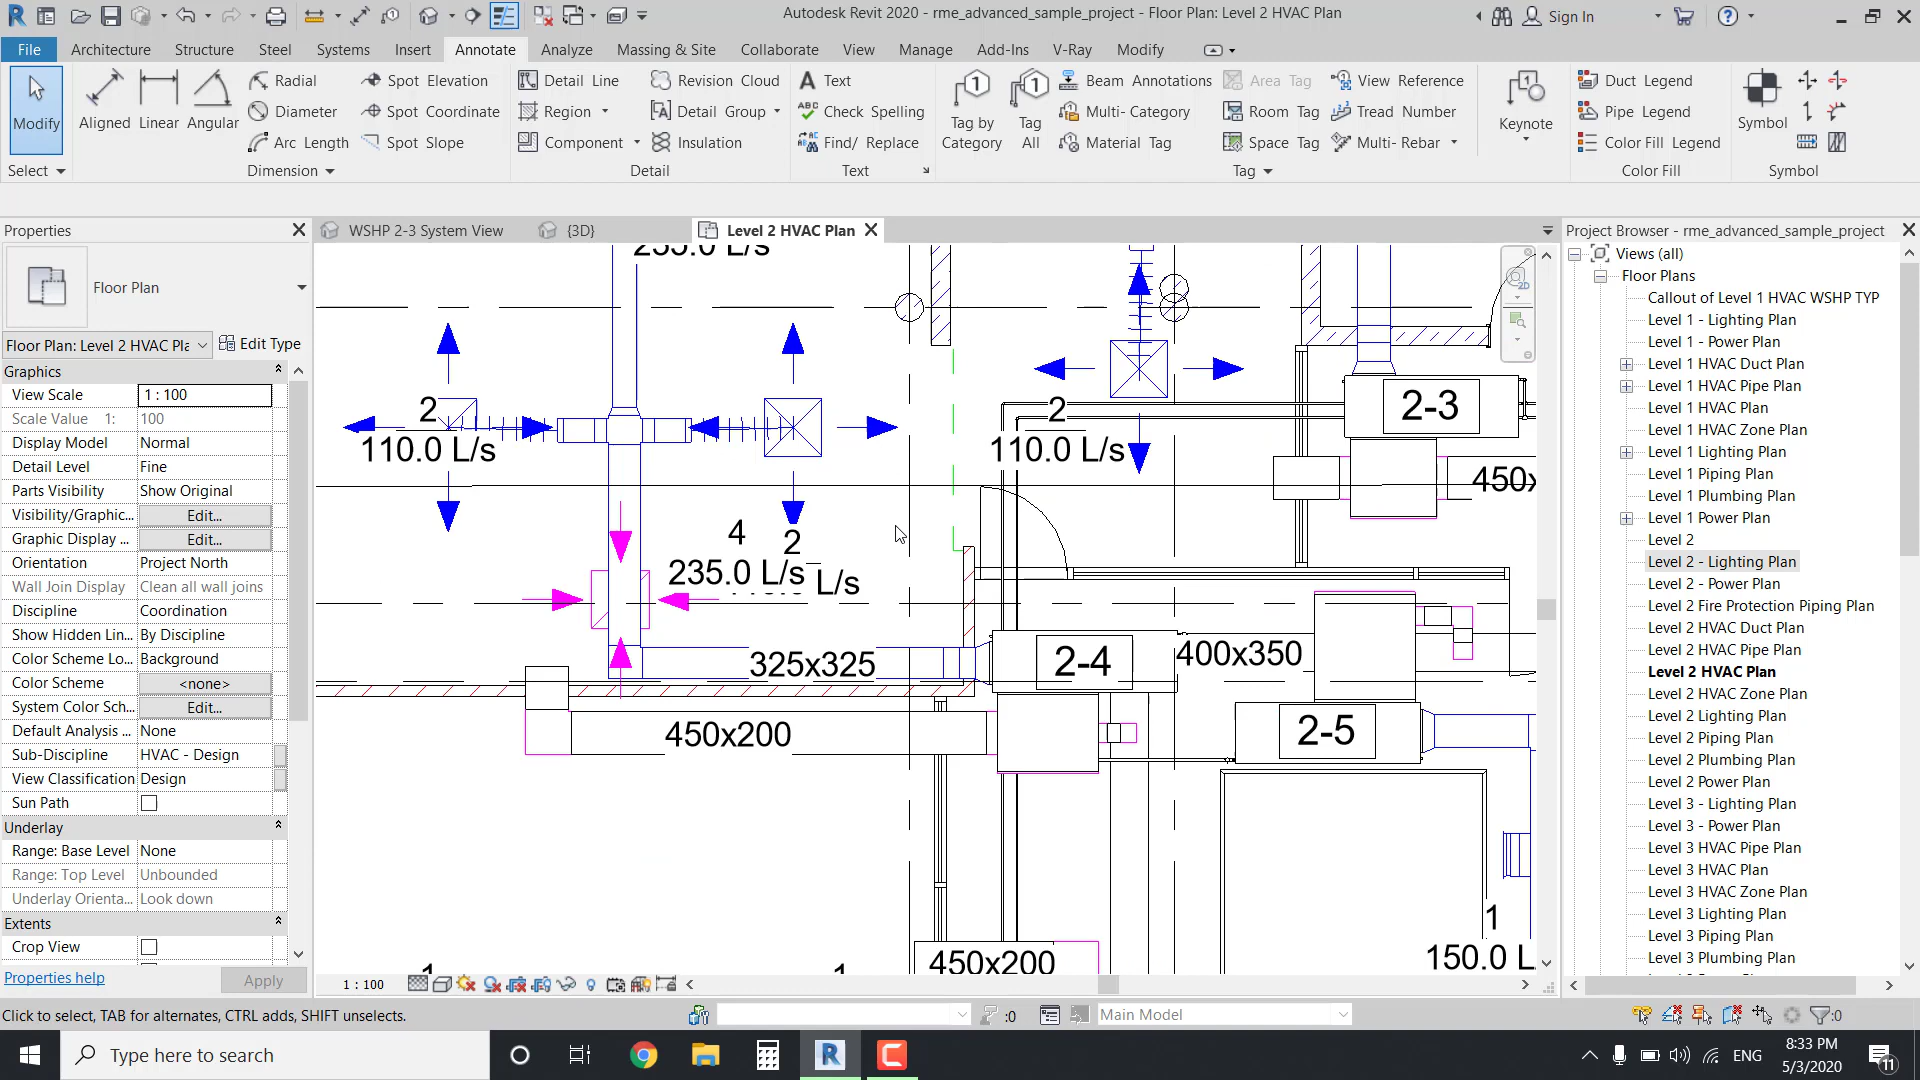 Autodesk Revit 2020 - rme_advanced_sample_project - Floor Plan: Level 2 HVAC Plan
Sign In
File Architecture Structure Steel Systems Insert Annotate Analyze Massing & Site Collaborate View Manage Add-Ins V-Ray Modify
Modify
Select
Aligned
Linear
Angular
Radial
Diameter
Arc Length
Spot Elevation
Spot Coordinate
Spot Slope
Dimension
Detail Line
Region
Component
Revision Cloud
Detail Group
Insulation
Detail
Text
Check Spelling
Find/ Replace
Text
Tag by
Category
Tag
All
Beam Annotations
Multi- Category
Material Tag
Area Tag
Room Tag
Space Tag
View Reference
Tread Number
Multi- Rebar
Tag
Keynote
Duct Legend
Pipe Legend
Color Fill Legend
Color Fill
Symbol
Symbol
Properties
Floor Plan
Floor Plan: Level 2 HVAC Pla
Edit Type
Graphics
View Scale 1 : 100
Scale Value 1: 100
Display Model Normal
Detail Level Fine
Parts Visibility Show Original
Visibility/Graphic... Edit...
Graphic Display ... Edit...
Orientation Project North
Wall Join Display Clean all wall joins
Discipline Coordination
Show Hidden Lin... By Discipline
Color Scheme Lo... Background
Color Scheme <none>
System Color Sch... Edit...
Default Analysis ... None
Sub-Discipline HVAC - Design
View Classification Design
Sun Path
Underlay
Range: Base Level None
Range: Top Level Unbounded
Underlay Orienta... Look down
Extents
Crop View
Properties help
Apply
WSHP 2-3 System View
{3D}
Level 2 HVAC Plan
235.0 L/s
2
110.0 L/s
2
110.0 L/s
2-3
450x
4
2
235.0 L/s
L/s
325x325
2-4
400x350
450x200
2-5
1
150.0 L
450x200
1
1
1 : 100
Project Browser - rme_advanced_sample_project
Views (all)
Floor Plans
Callout of Level 1 HVAC WSHP TYP
Level 1 - Lighting Plan
Level 1 - Power Plan
Level 1 HVAC Duct Plan
Level 1 HVAC Pipe Plan
Level 1 HVAC Plan
Level 1 HVAC Zone Plan
Level 1 Lighting Plan
Level 1 Piping Plan
Level 1 Plumbing Plan
Level 1 Power Plan
Level 2
Level 2 - Lighting Plan
Level 2 - Power Plan
Level 2 Fire Protection Piping Plan
Level 2 HVAC Duct Plan
Level 2 HVAC Pipe Plan
Level 2 HVAC Plan
Level 2 HVAC Zone Plan
Level 2 Lighting Plan
Level 2 Piping Plan
Level 2 Plumbing Plan
Level 2 Power Plan
Level 3 - Lighting Plan
Level 3 - Power Plan
Level 3 HVAC Pipe Plan
Level 3 HVAC Plan
Level 3 HVAC Zone Plan
Level 3 Lighting Plan
Level 3 Piping Plan
Level 3 Plumbing Plan
Click to select, TAB for alternates, CTRL adds, SHIFT unselects.
:0
Main Model
:0
Type here to search
ENG
8:33 PM
5/3/2020
11